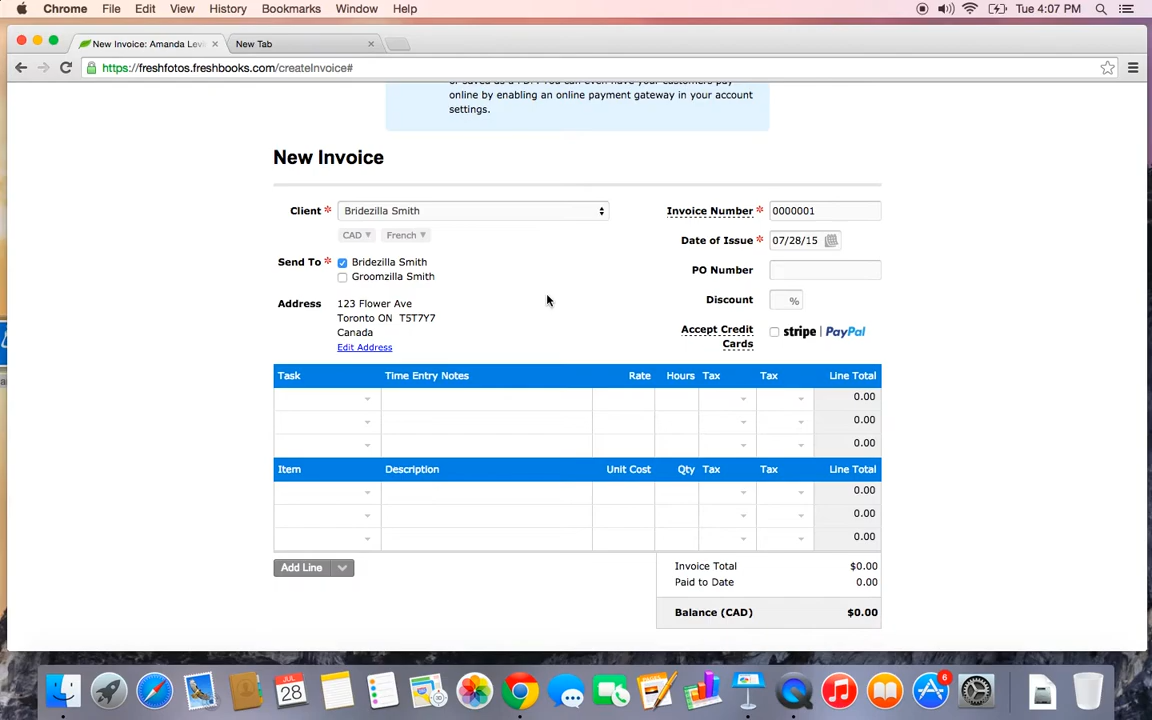 Chrome File Edit View History Bookmarks Window Help Tue 4:07 PM
New Invoice: Amanda Levi New Tab
https://freshfotos.freshbooks.com/createInvoice#
online by enabling an online payment gateway in your account
settings.
New Invoice
Client * Bridezilla Smith Invoice Number * 0000001
CAD French Date of Issue * 07/28/15
Send To * Bridezilla Smith PO Number
Groomzilla Smith
Discount %
Address 123 Flower Ave
Toronto ON T5T7Y7
Canada
Edit Address
Accept Credit stripe | PayPal
Cards
Task Time Entry Notes Rate Hours Tax Tax Line Total
0.00
0.00
0.00
Item Description Unit Cost Qty Tax Tax Line Total
0.00
0.00
0.00
Add Line
Invoice Total $0.00
Paid to Date 0.00
Balance (CAD) $0.00
JUL
28
6